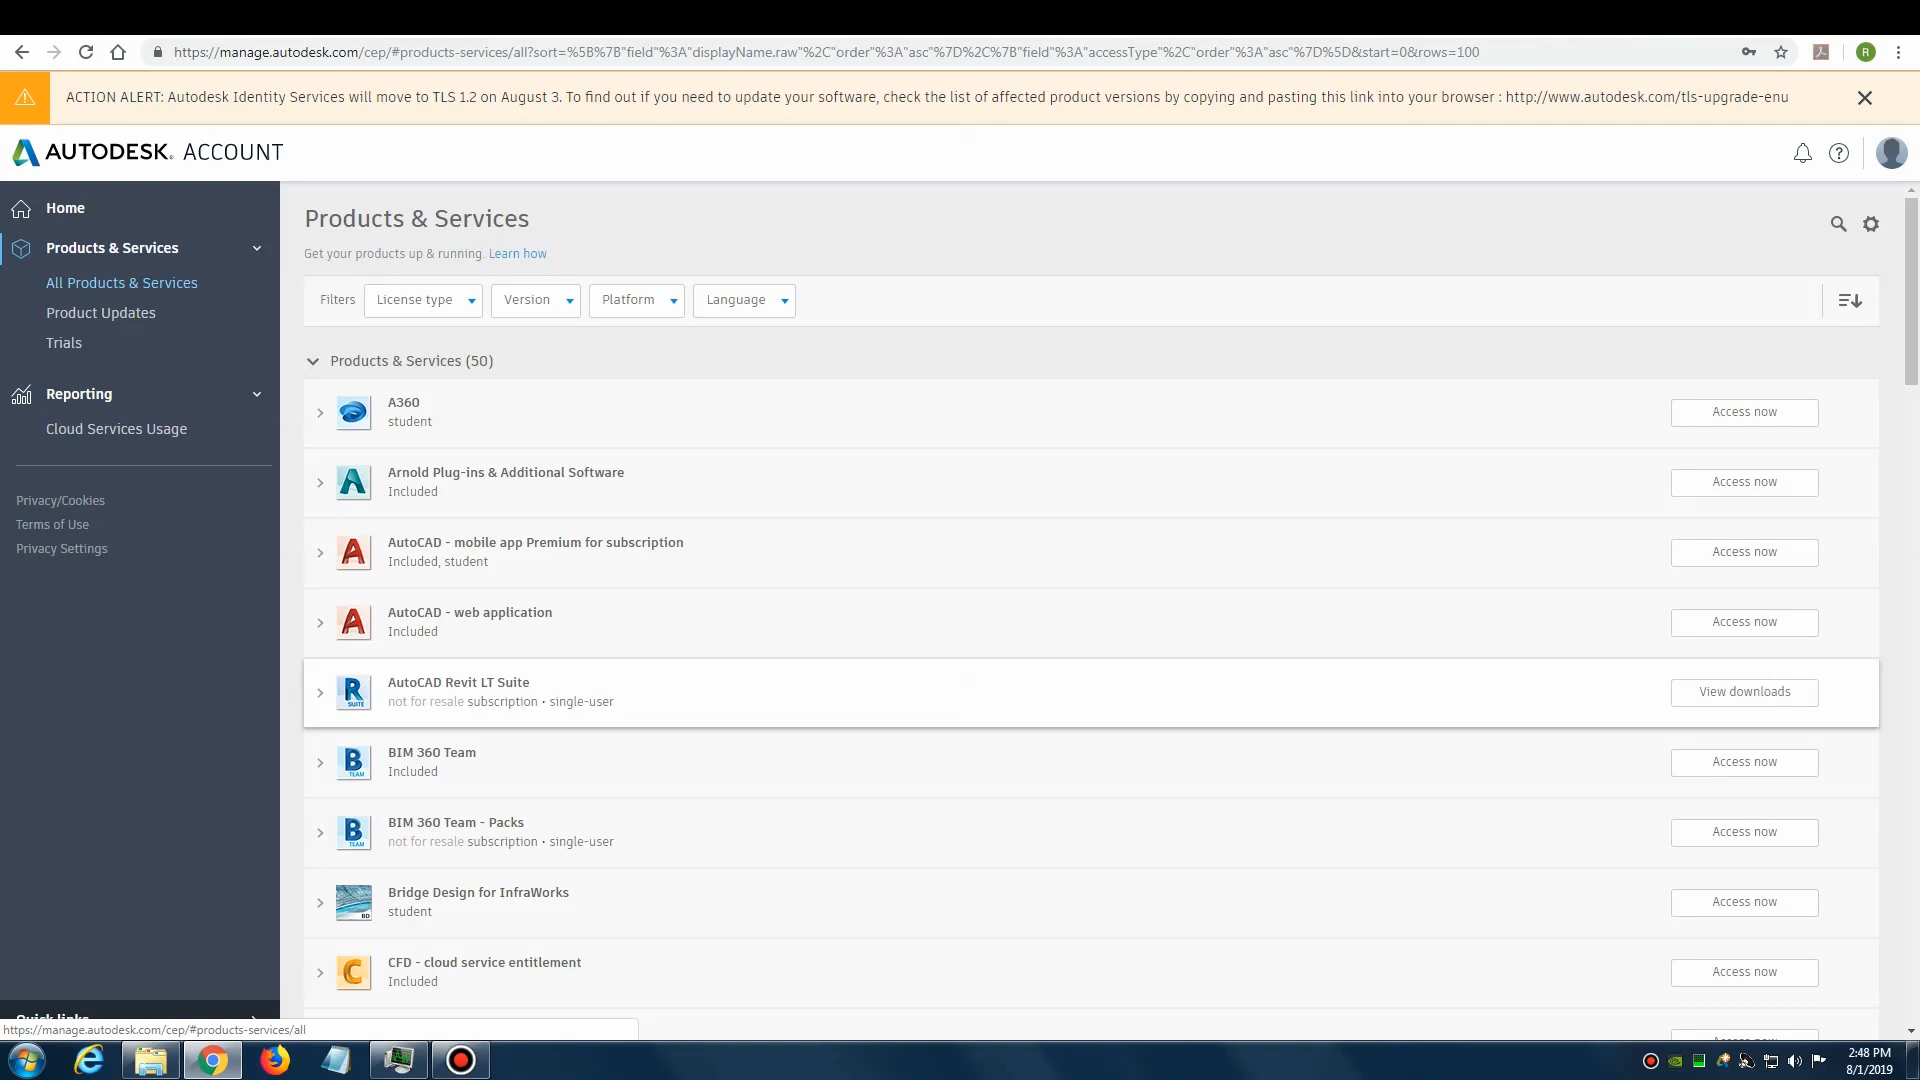 https://manage.autodesk.com/cep/#products-services/all?sort=%5B%7B"field"%3A"displayName.raw"%2C"order"%3A"asc"%7D%2C%7B"field"%3A"accessType"%2C"order"%3A"asc"%7D%5D&start=0&rows=100
R
ACTION ALERT: Autodesk Identity Services will move to TLS 1.2 on August 3. To find out if you need to update your software, check the list of affected product versions by copying and pasting this link into your browser : http://www.autodesk.com/tls-upgrade-enu
AUTODESK. ACCOUNT
Home
Products & Services
All Products & Services
Product Updates
Trials
Reporting
Cloud Services Usage
Privacy/Cookies
Terms of Use
Privacy Settings
Quick links
Products & Services
Get your products up & running. Learn how
Filters License type Version Platform Language
Products & Services (50)
A360
student
Access now
Arnold Plug-ins & Additional Software
Included
Access now
AutoCAD - mobile app Premium for subscription
Included, student
Access now
AutoCAD - web application
Included
Access now
R SUITE
AutoCAD Revit LT Suite
not for resale subscription • single-user
View downloads
B TEAM
BIM 360 Team
Included
Access now
B TEAM
BIM 360 Team - Packs
not for resale subscription • single-user
Access now
BD
Bridge Design for InfraWorks
student
Access now
C
CFD - cloud service entitlement
Included
Access now
https://manage.autodesk.com/cep/#products-services/all
2:48 PM
8/1/2019